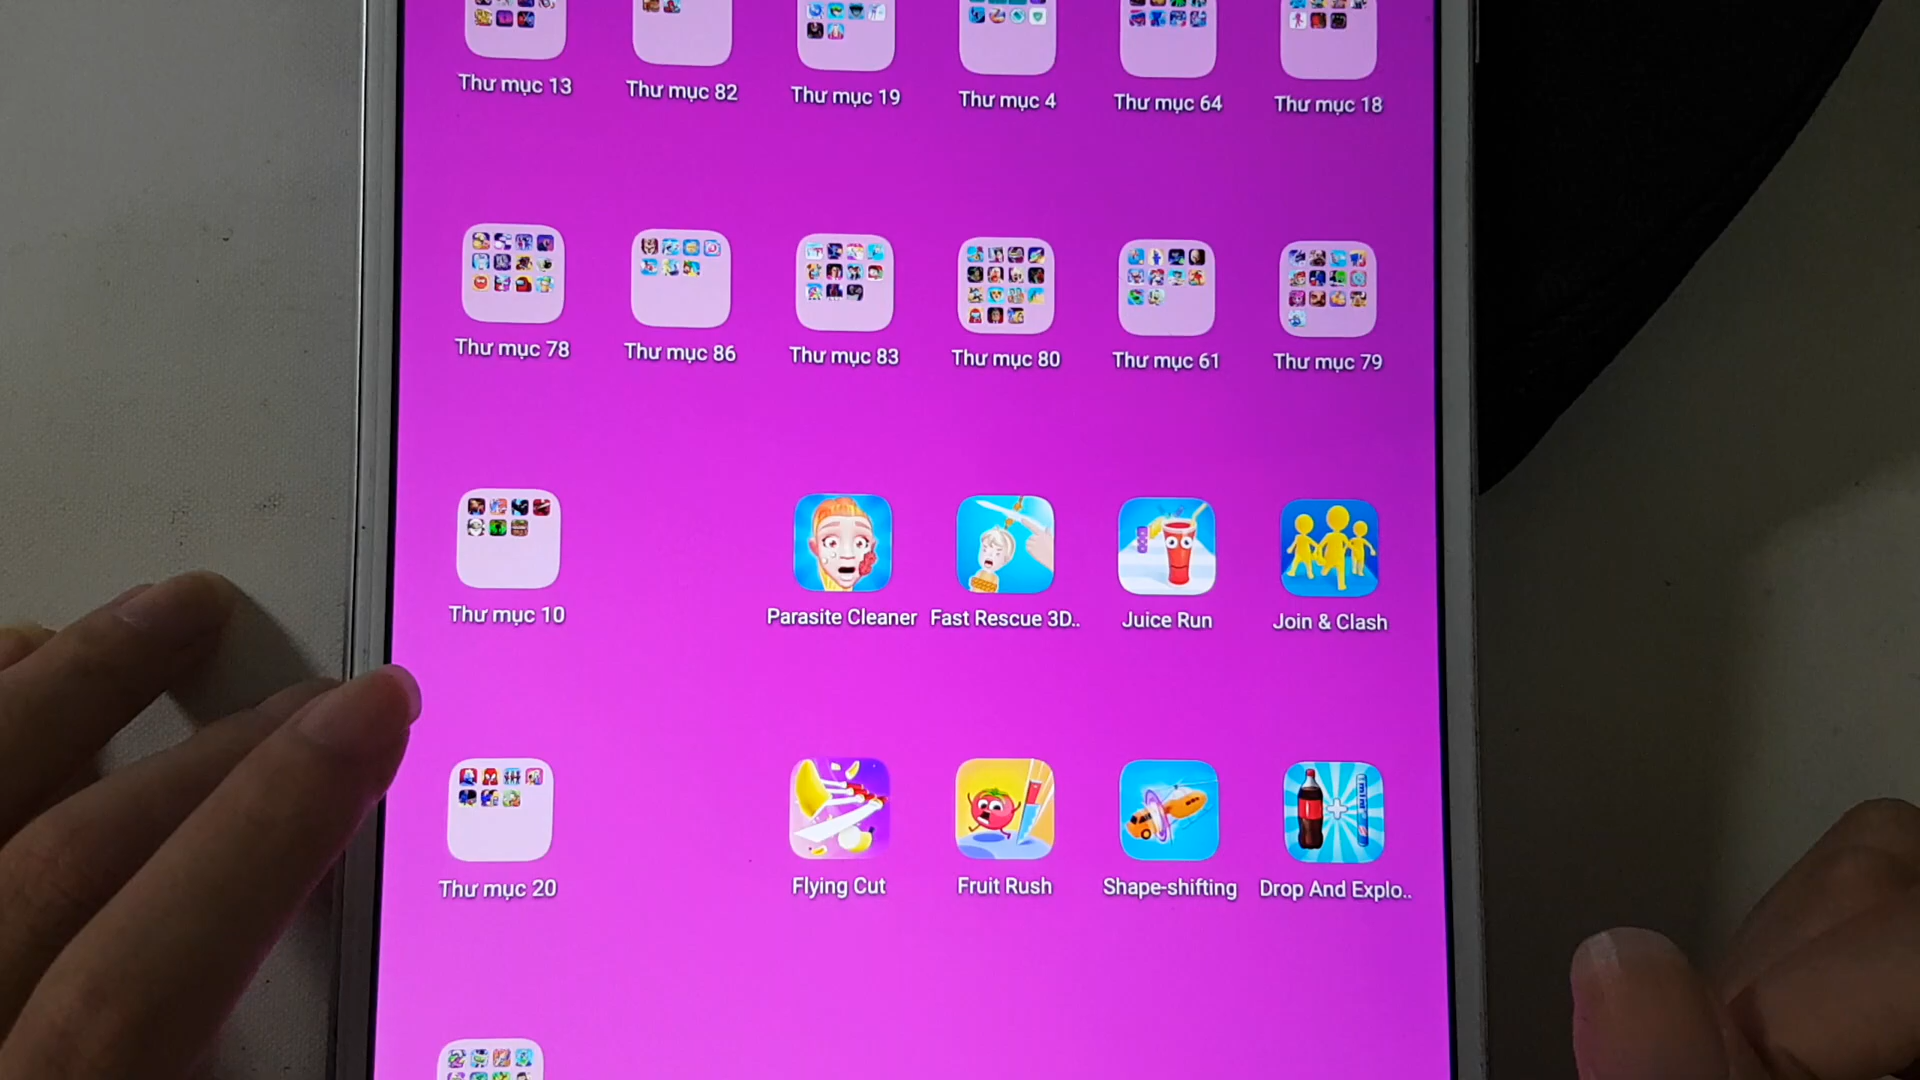 Thư mục 13
Thư mục 82
Thư mục 19
Thư mục 4
Thư mục 64
Thư mục 18
Thư mục 78
Thư mục 86
Thư mục 83
Thư mục 80
Thư mục 61
Thư mục 79
Thư mục 10
Parasite Cleaner
Fast Rescue 3D..
Juice Run
Join & Clash
Thư mục 20
Flying Cut
Fruit Rush
Shape-shifting
Drop And Explo..